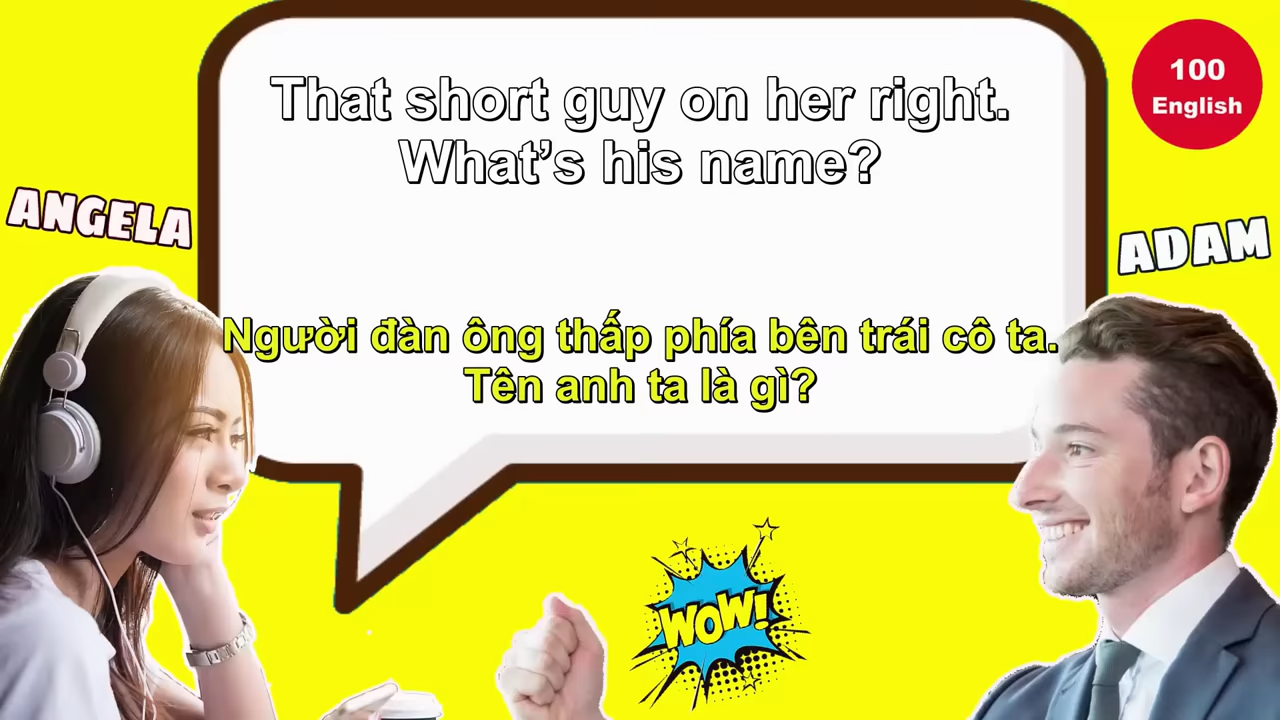 That short guy on her right.
What's his name?
100
English
ANGELA
ADAM
Người đàn ông thấp phía bên trái cô ta.
Tên anh ta là gì?
WOW!